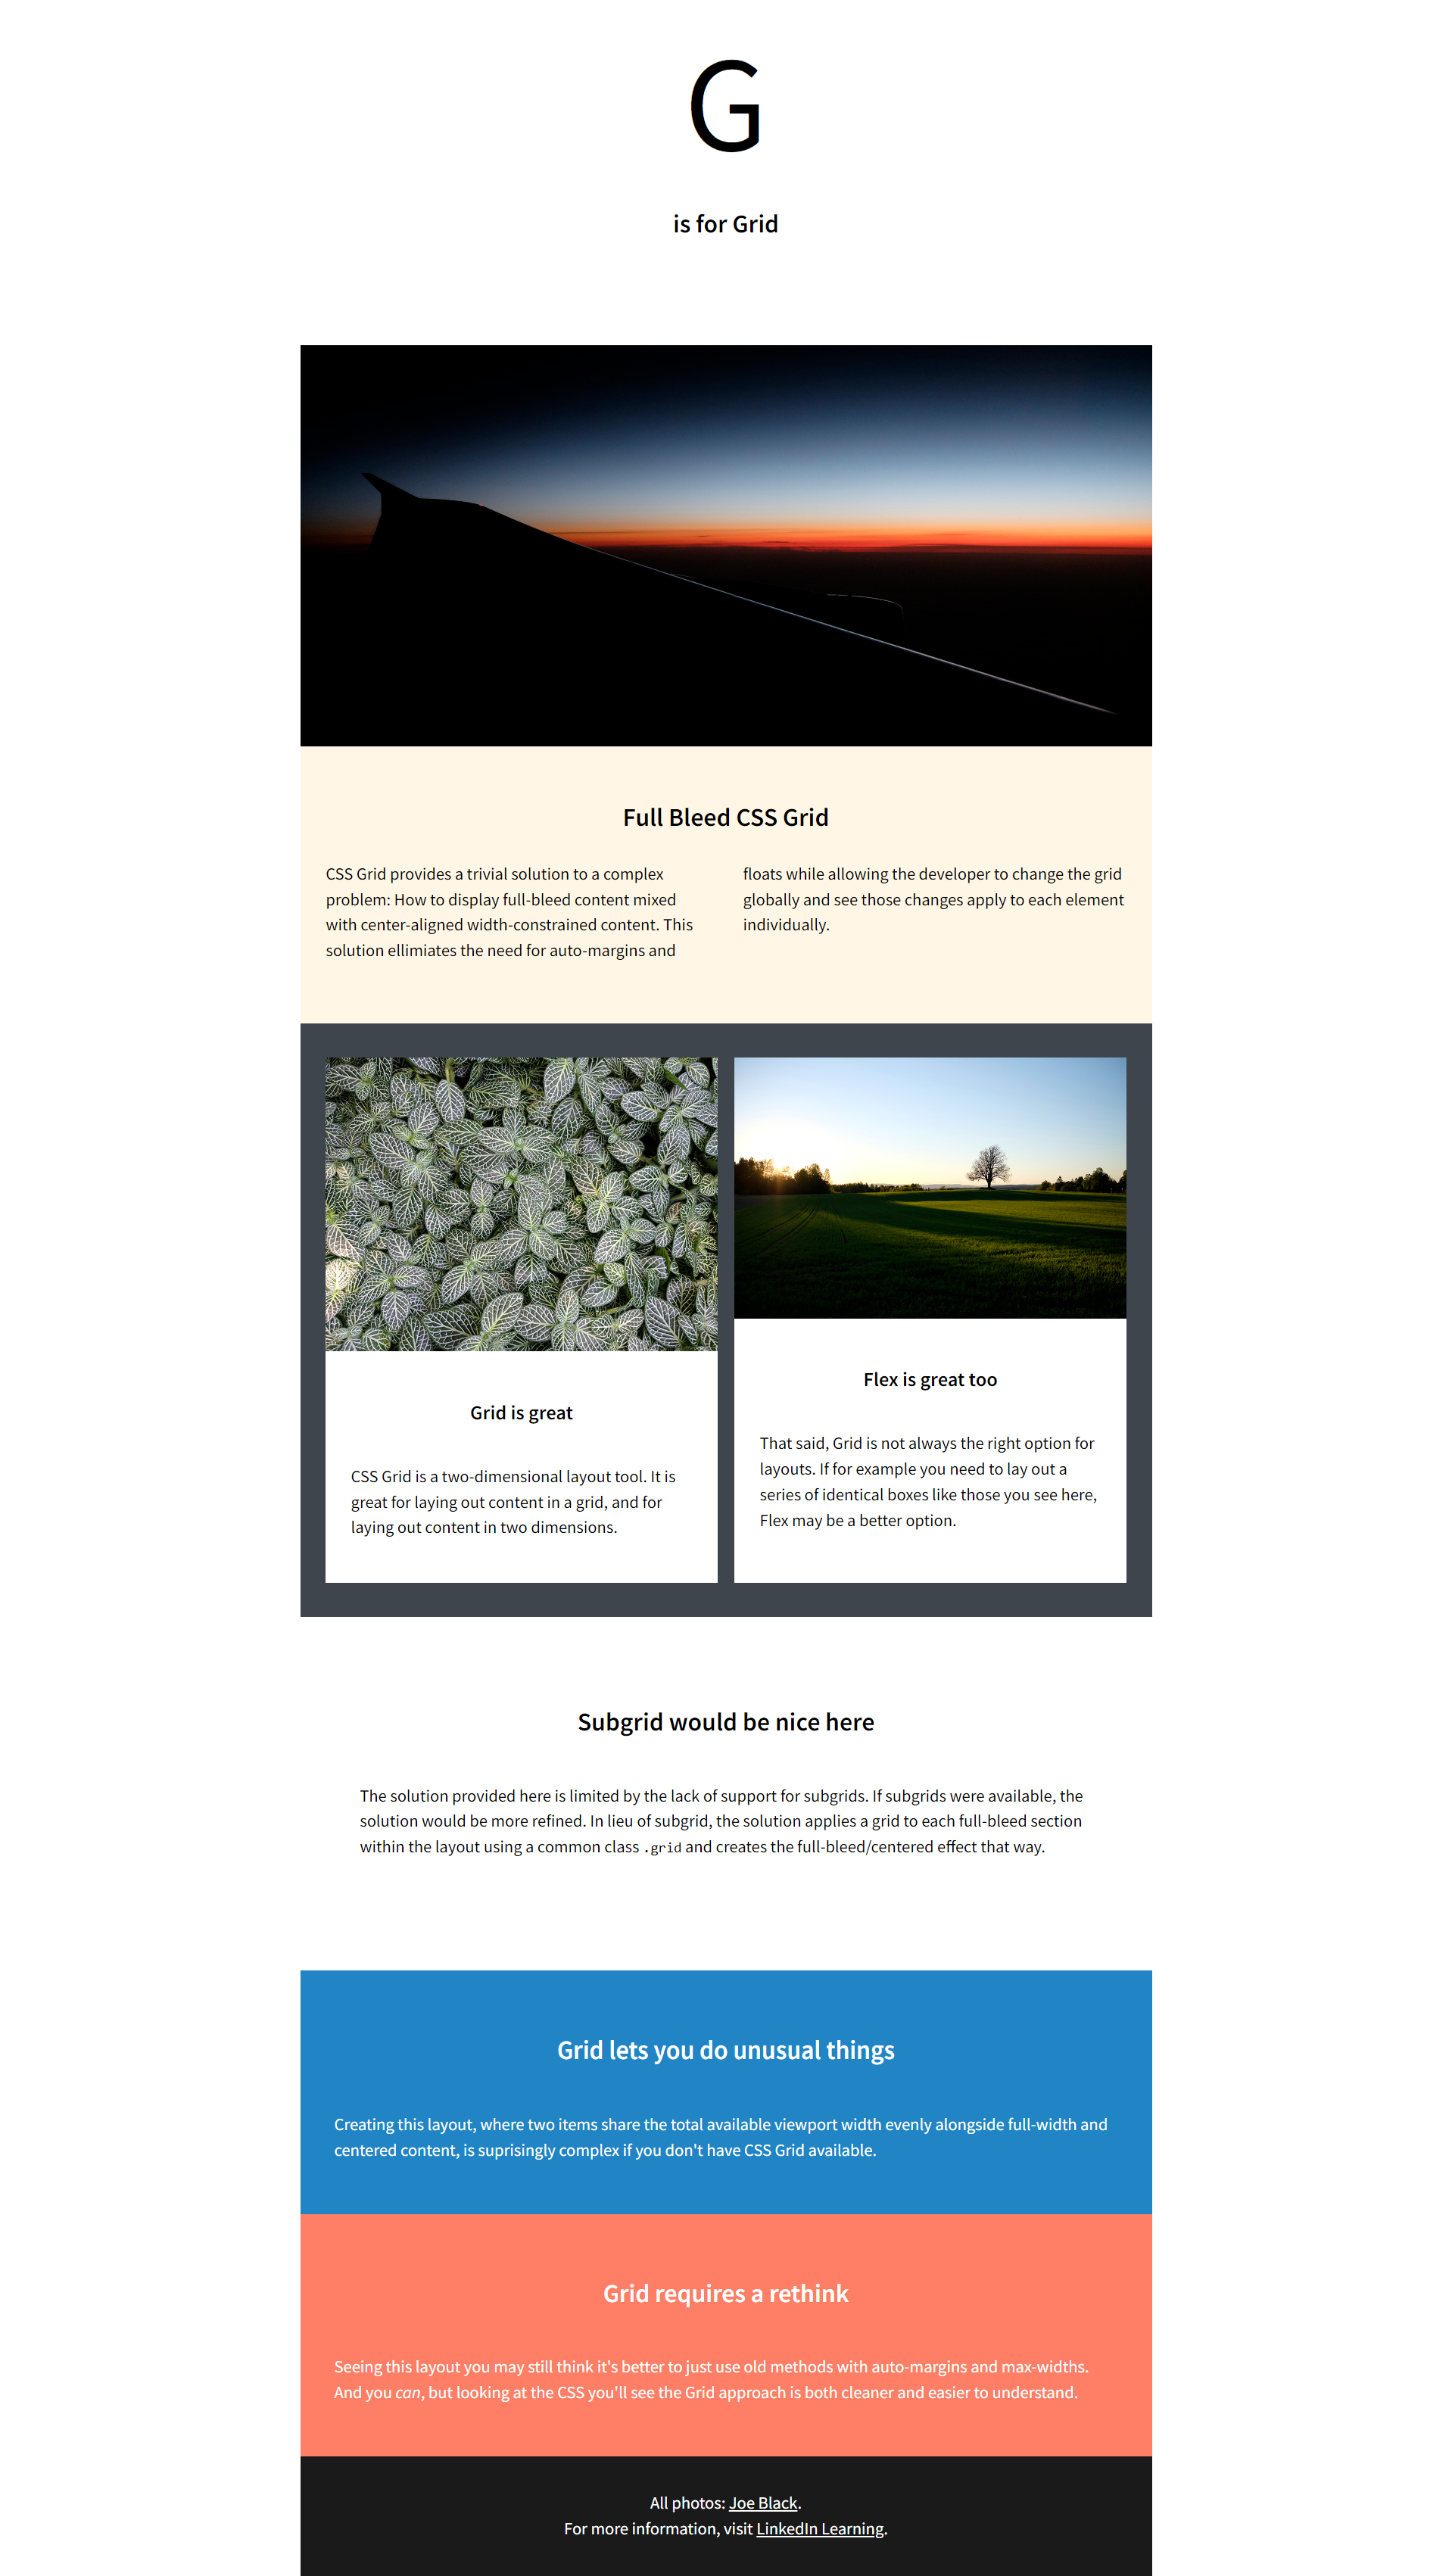 G
is for Grid
Full Bleed CSS Grid
CSS Grid provides a trivial solution to a complex
problem: How to display full-bleed content mixed
with center-aligned width-constrained content. This
solution ellimiates the need for auto-margins and
floats while allowing the developer to change the grid
globally and see those changes apply to each element
individually.
Grid is great
CSS Grid is a two-dimensional layout tool. It is
great for laying out content in a grid, and for
laying out content in two dimensions.
Flex is great too
That said, Grid is not always the right option for
layouts. If for example you need to lay out a
series of identical boxes like those you see here,
Flex may be a better option.
Subgrid would be nice here
The solution provided here is limited by the lack of support for subgrids. If subgrids were available, the
solution would be more refined. In lieu of subgrid, the solution applies a grid to each full-bleed section
within the layout using a common class .grid and creates the full-bleed/centered effect that way.
Grid lets you do unusual things
Creating this layout, where two items share the total available viewport width evenly alongside full-width and
centered content, is suprisingly complex if you don't have CSS Grid available.
Grid requires a rethink
Seeing this layout you may still think it's better to just use old methods with auto-margins and max-widths.
And you can, but looking at the CSS you'll see the Grid approach is both cleaner and easier to understand.
All photos: Joe Black.
For more information, visit LinkedIn Learning.